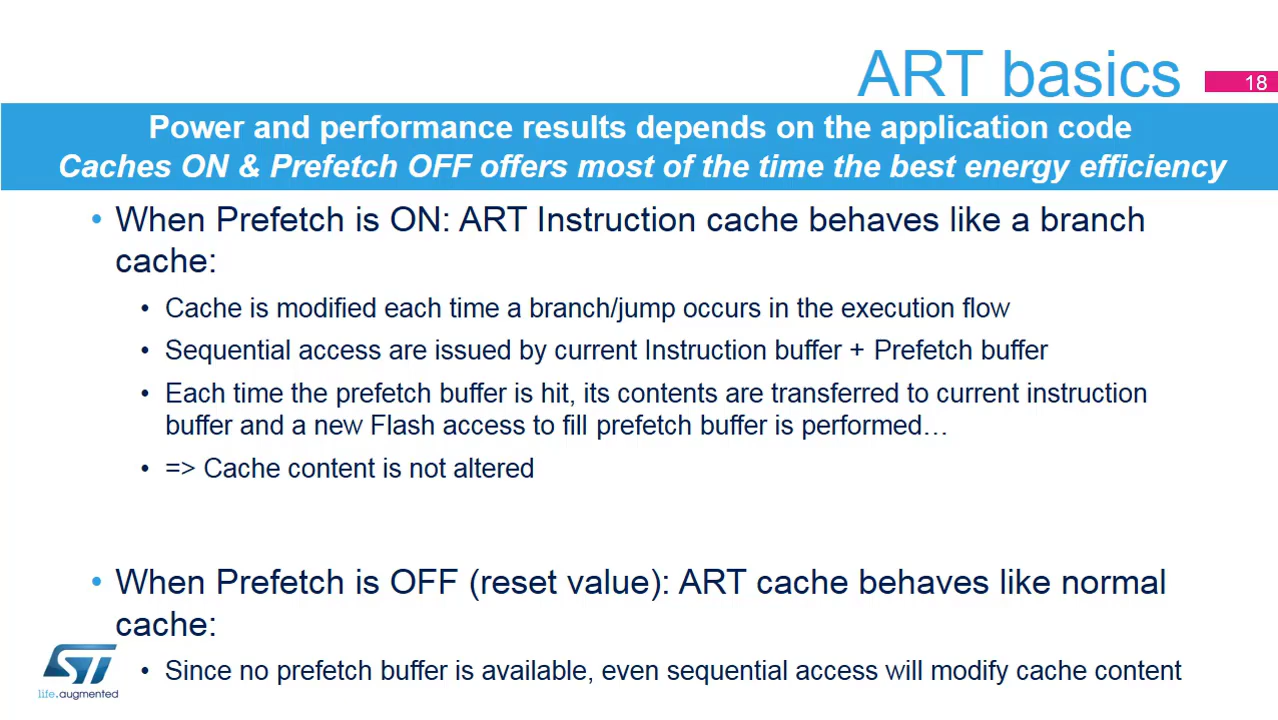 ART basics
18
Power and performance results depends on the application code
Caches ON & Prefetch OFF offers most of the time the best energy efficiency
• When Prefetch is ON: ART Instruction cache behaves like a branch
cache:
• Cache is modified each time a branch/jump occurs in the execution flow
• Sequential access are issued by current Instruction buffer + Prefetch buffer
• Each time the prefetch buffer is hit, its contents are transferred to current instruction
buffer and a new Flash access to fill prefetch buffer is performed…
• => Cache content is not altered
• When Prefetch is OFF (reset value): ART cache behaves like normal
cache:
• Since no prefetch buffer is available, even sequential access will modify cache content
ST
life.augmented